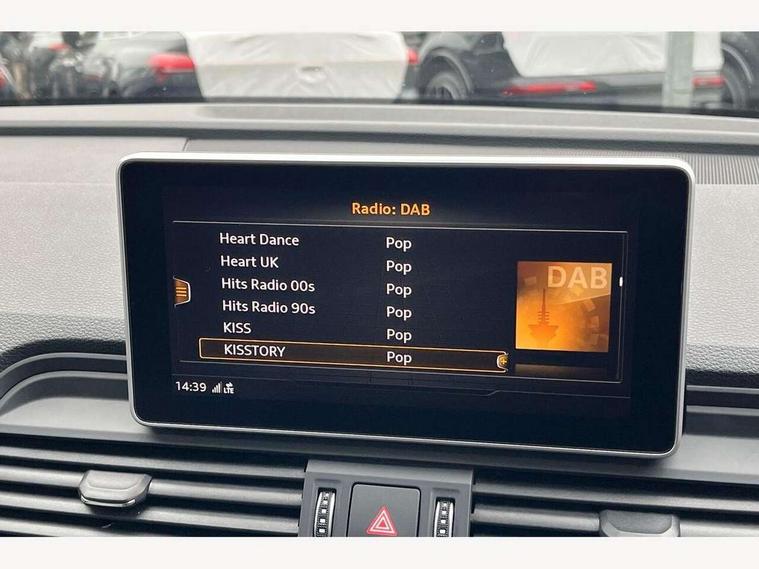 Radio: DAB
Heart Dance Pop
Heart UK Pop
Hits Radio 00s Pop
Hits Radio 90s Pop
KISS Pop
KISSTORY Pop
DAB
14:39 LTE